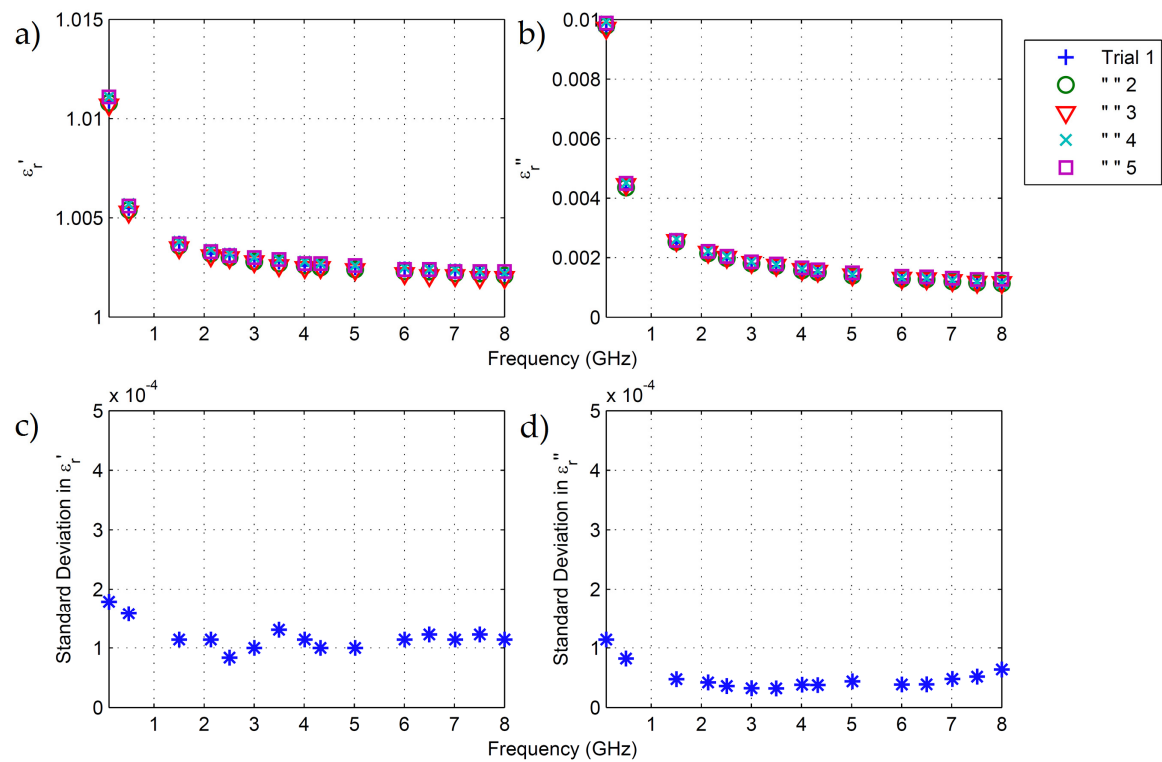 a)
1.015
1.01
1.005
1
εr'
1 2 3 4 5 6 7 8
b)
0.01
0.008
0.006
0.004
0.002
0
εr"
1 2 3 4 5 6 7 8
Frequency (GHz)
Trial 1
" " 2
" " 3
" " 4
" " 5
c)
x 10-4
5
4
3
2
1
0
Standard Deviation in εr'
1 2 3 4 5 6 7 8
d)
x 10-4
5
4
3
2
1
0
Standard Deviation in εr"
1 2 3 4 5 6 7 8
Frequency (GHz)